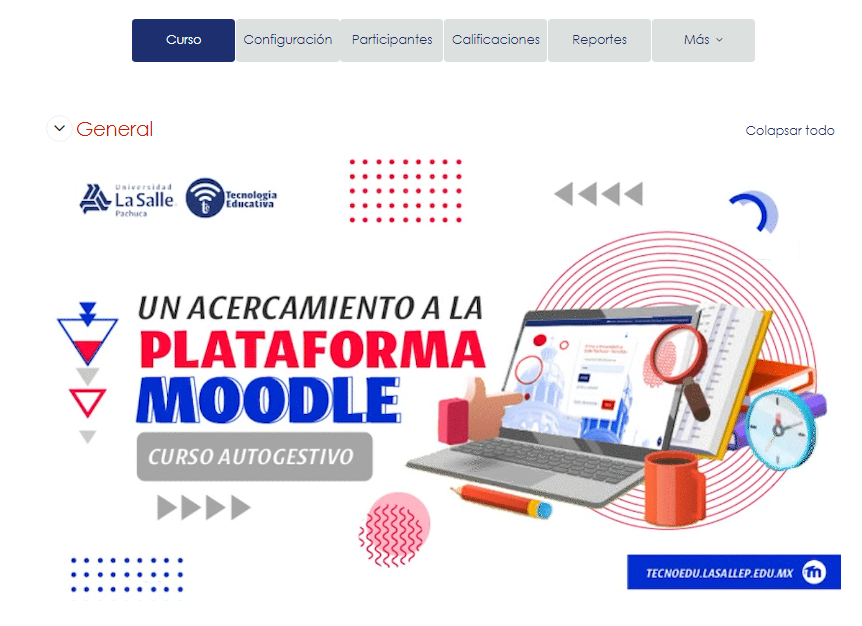 Curso
Configuración
Participantes
Calificaciones
Reportes
Más
General
Colapsar todo
Universidad
La Salle
Pachuca
Tecnología
Educativa
UN ACERCAMIENTO A LA
PLATAFORMA
MOODLE
CURSO AUTOGESTIVO
TECNOEDU.LASALLEP.EDU.MX